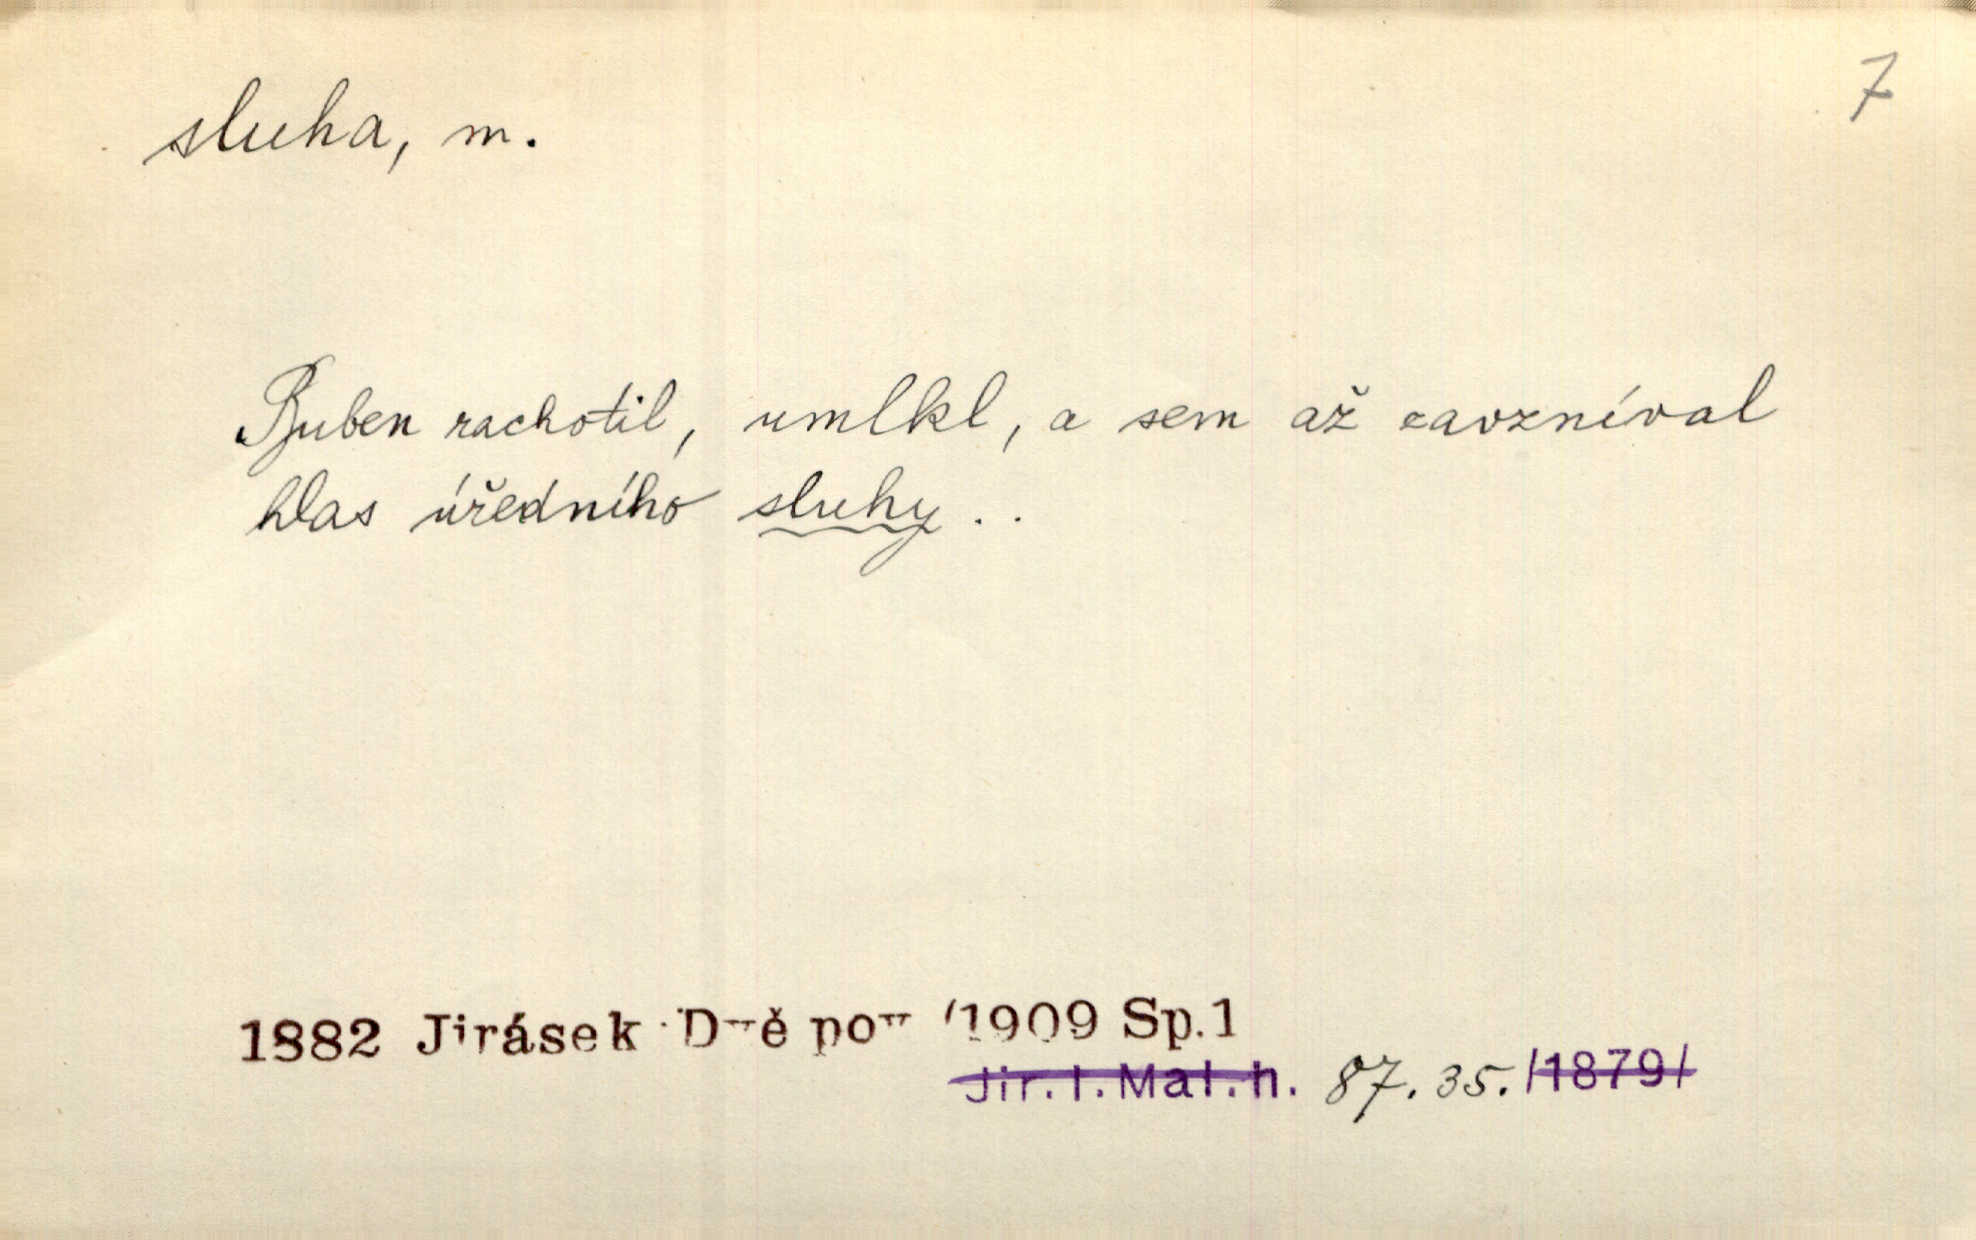 sluha, m.
7
Buben rachotil, umlkl, a sem až zavzníval
hlas úředního sluhy . .
1882 Jirásek /1909 Sp.1
Jir. I. Mal. h. 87. 35. /1879/